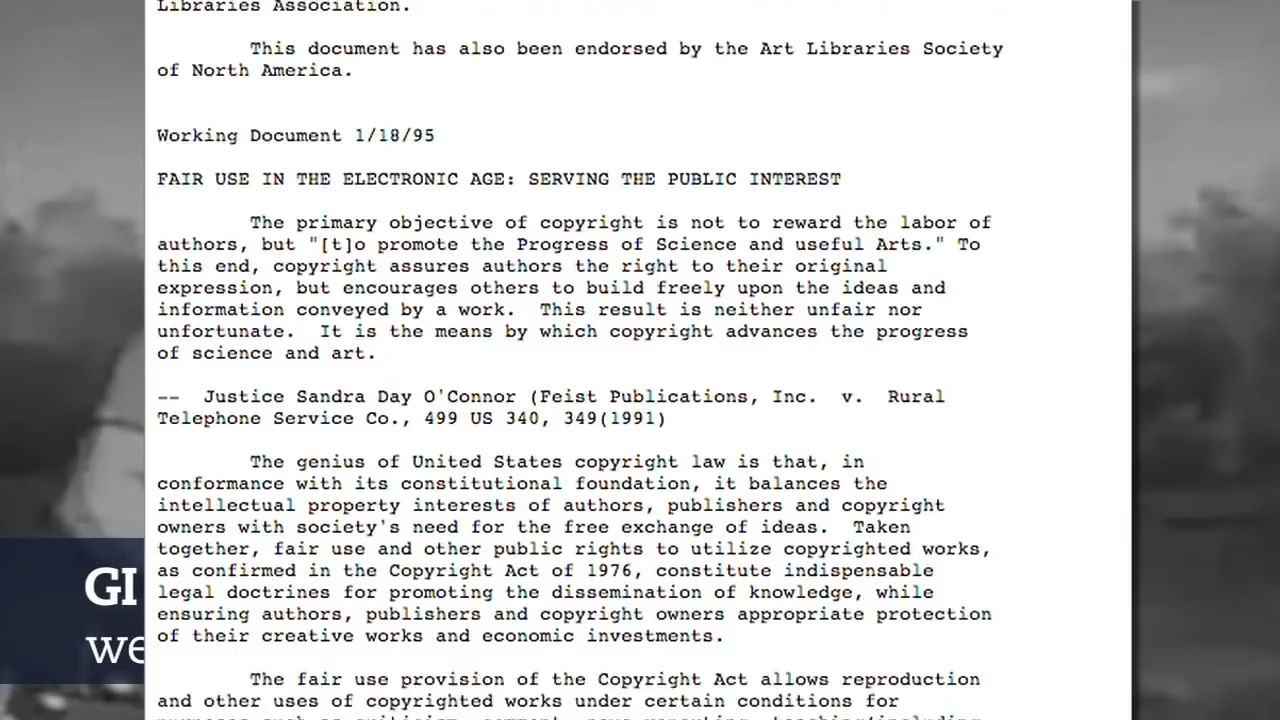 Libraries Association.
This document has also been endorsed by the Art Libraries Society
of North America.
Working Document 1/18/95
FAIR USE IN THE ELECTRONIC AGE: SERVING THE PUBLIC INTEREST
The primary objective of copyright is not to reward the labor of
authors, but "[t]o promote the Progress of Science and useful Arts." To
this end, copyright assures authors the right to their original
expression, but encourages others to build freely upon the ideas and
information conveyed by a work.  This result is neither unfair nor
unfortunate.  It is the means by which copyright advances the progress
of science and art.
--  Justice Sandra Day O'Connor (Feist Publications, Inc.  v.  Rural
Telephone Service Co., 499 US 340, 349(1991)
The genius of United States copyright law is that, in
conformance with its constitutional foundation, it balances the
intellectual property interests of authors, publishers and copyright
owners with society's need for the free exchange of ideas.  Taken
together, fair use and other public rights to utilize copyrighted works,
as confirmed in the Copyright Act of 1976, constitute indispensable
legal doctrines for promoting the dissemination of knowledge, while
ensuring authors, publishers and copyright owners appropriate protection
of their creative works and economic investments.
The fair use provision of the Copyright Act allows reproduction
and other uses of copyrighted works under certain conditions for
GI
we